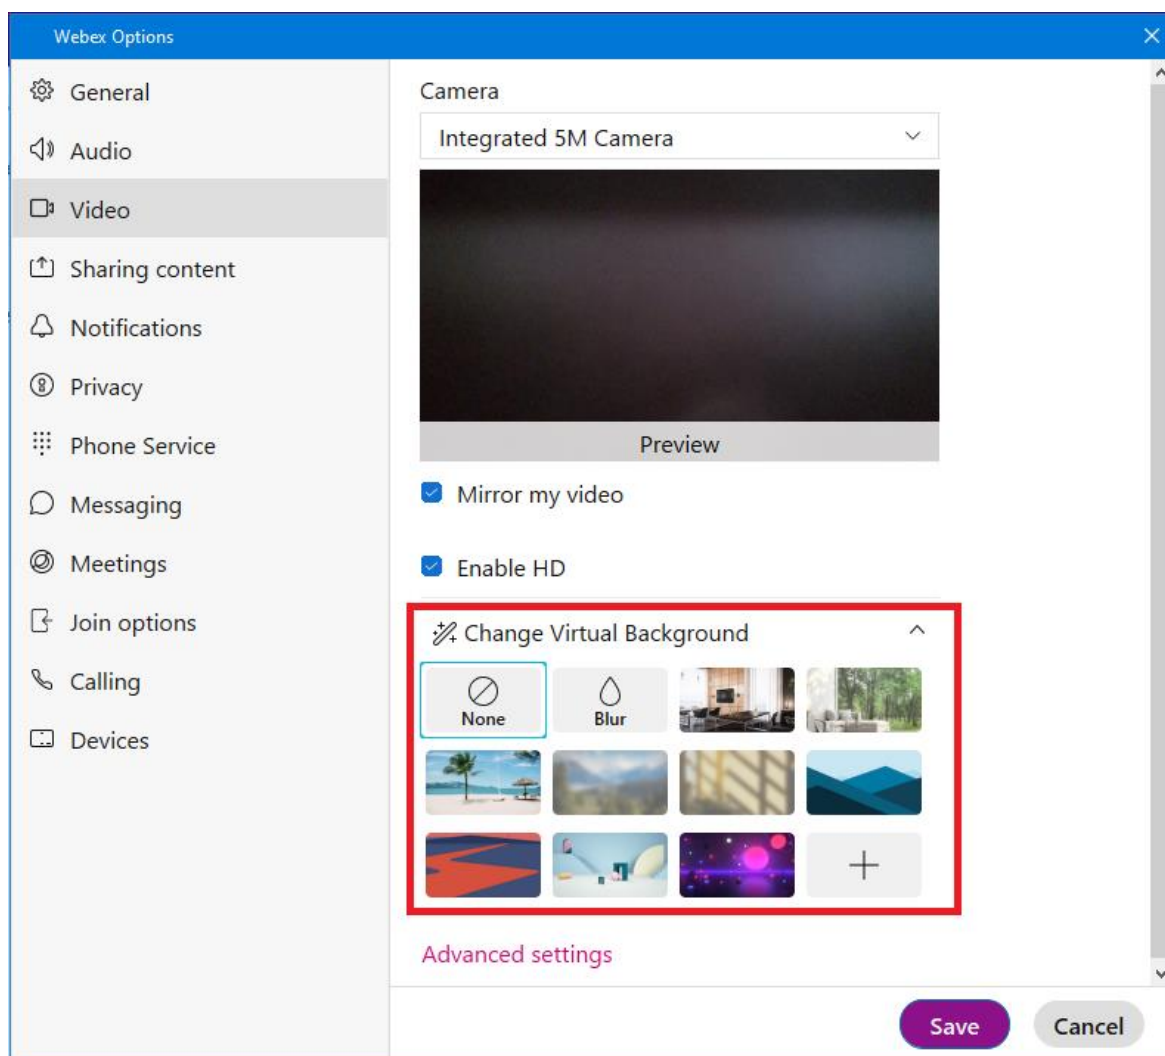 Webex Options
General
Audio
Video
Sharing content
Notifications
Privacy
Phone Service
Messaging
Meetings
Join options
Calling
Devices
Camera
Integrated 5M Camera
Preview
Mirror my video
Enable HD
Change Virtual Background
None
Blur
Advanced settings
Save
Cancel